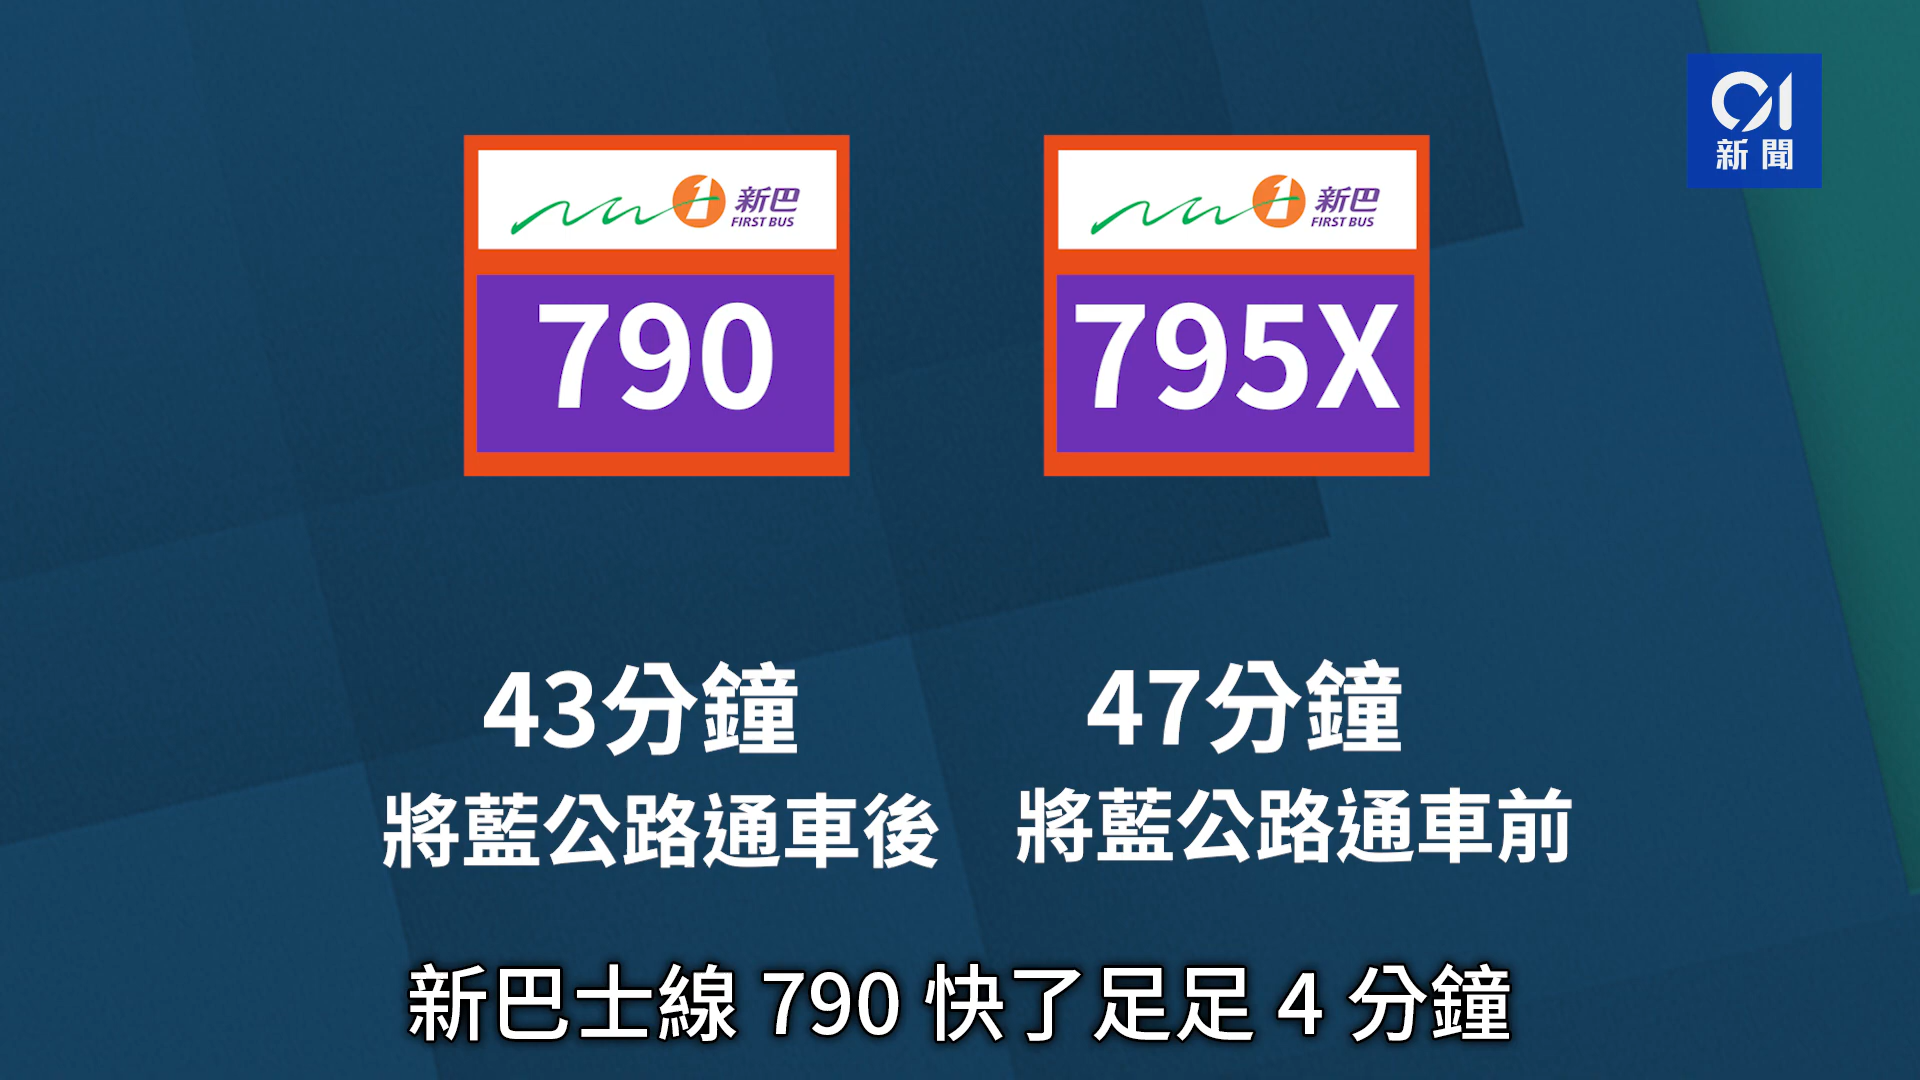 01
新聞
1 新巴
FIRST BUS
790
1 新巴
FIRST BUS
795X
43分鐘
將藍公路通車後
47分鐘
將藍公路通車前
新巴士線 790 快了足足 4 分鐘